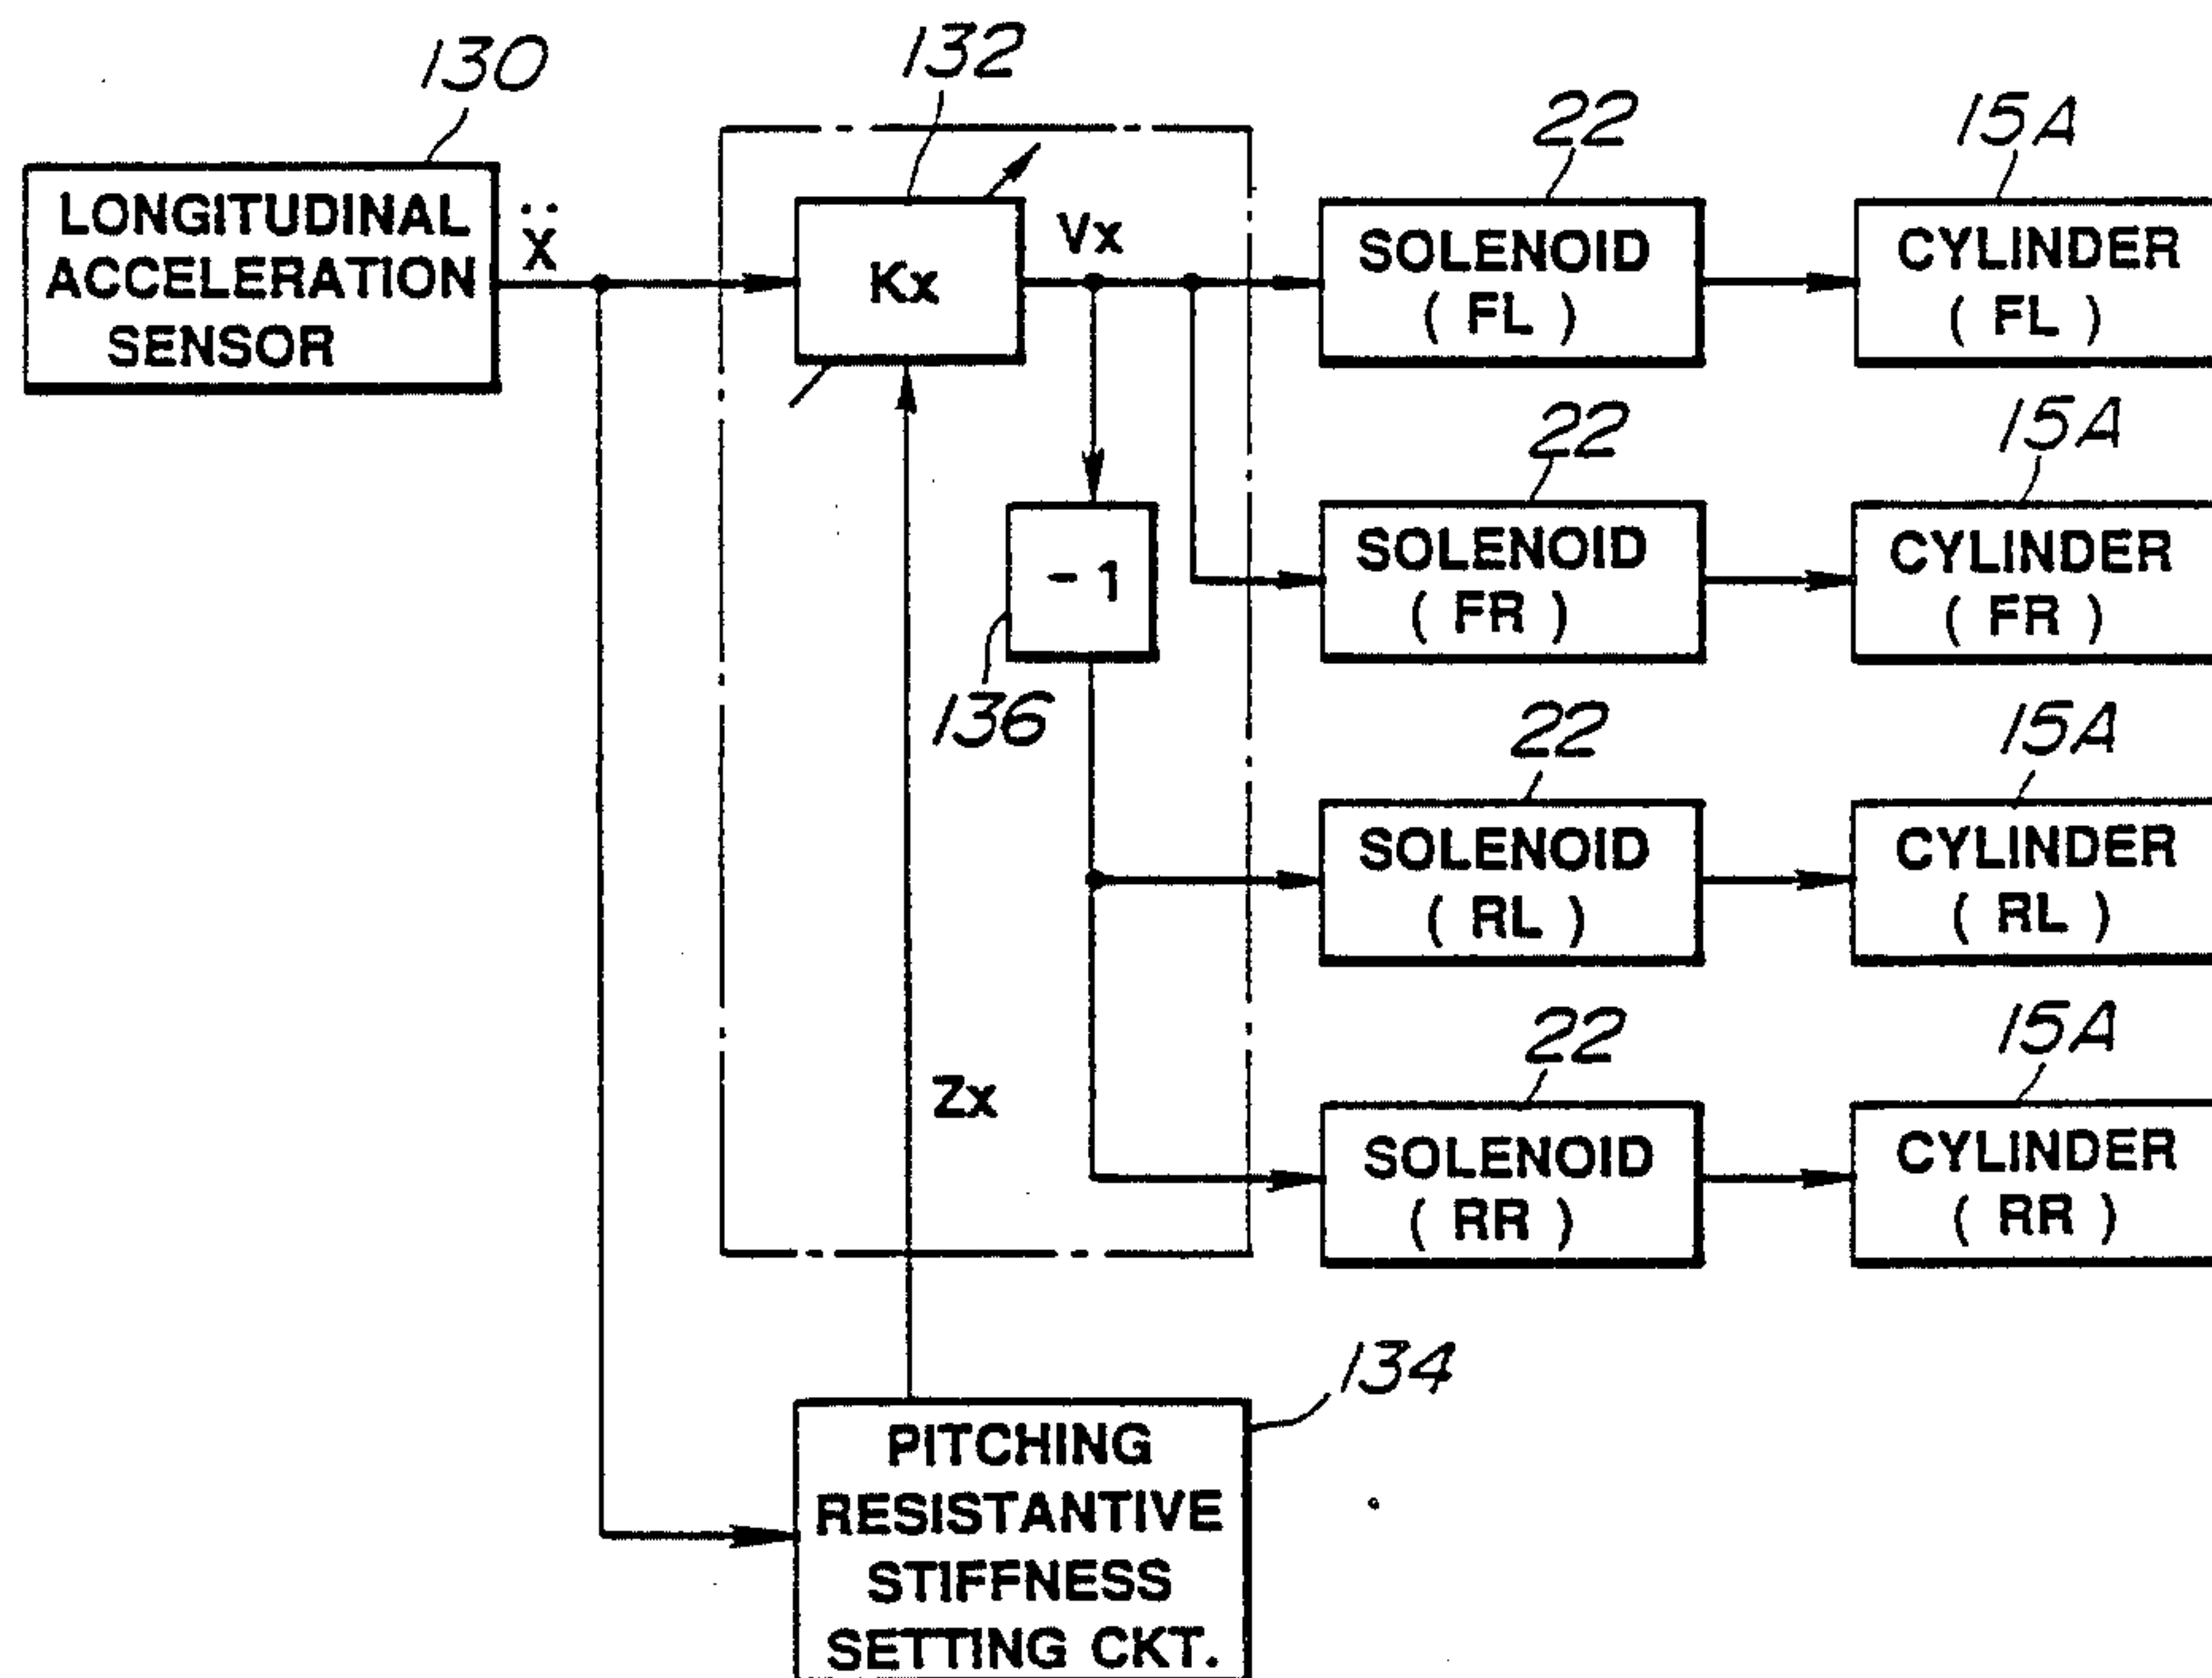 130
132
22
15A
LONGITUDINAL
ACCELERATION
SENSOR
Ẍ
Kx
Vx
SOLENOID
( FL )
CYLINDER
( FL )
22
15A
- 1
136
SOLENOID
( FR )
CYLINDER
( FR )
22
15A
SOLENOID
( RL )
CYLINDER
( RL )
22
15A
Zx
SOLENOID
( RR )
CYLINDER
( RR )
134
PITCHING
RESISTANTIVE
STIFFNESS
SETTING CKT.